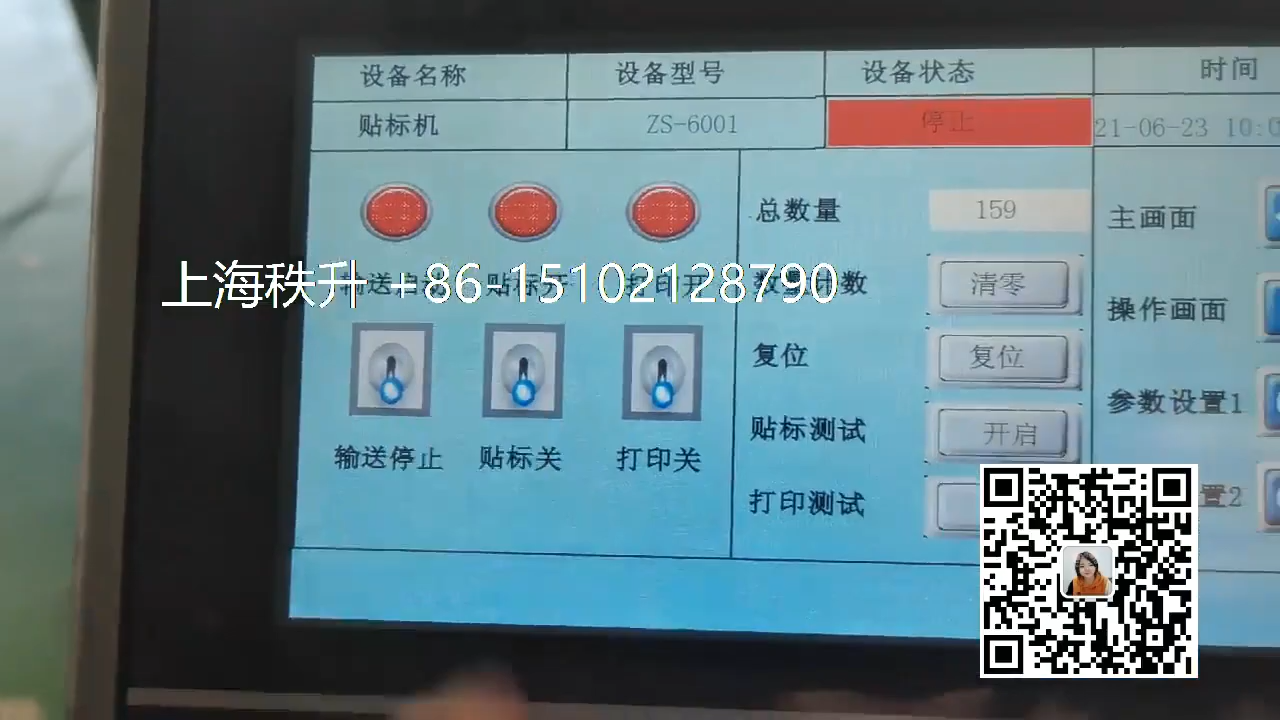 设备名称 设备型号 设备状态 时间
贴标机 ZS-6001 停止 21-06-23 10:
总数量 159 主画面
上海秩升 +86-15102128790
清零
操作画面
复位 复位
参数设置1
贴标测试 开启
输送停止 贴标关 打印关
置2
打印测试